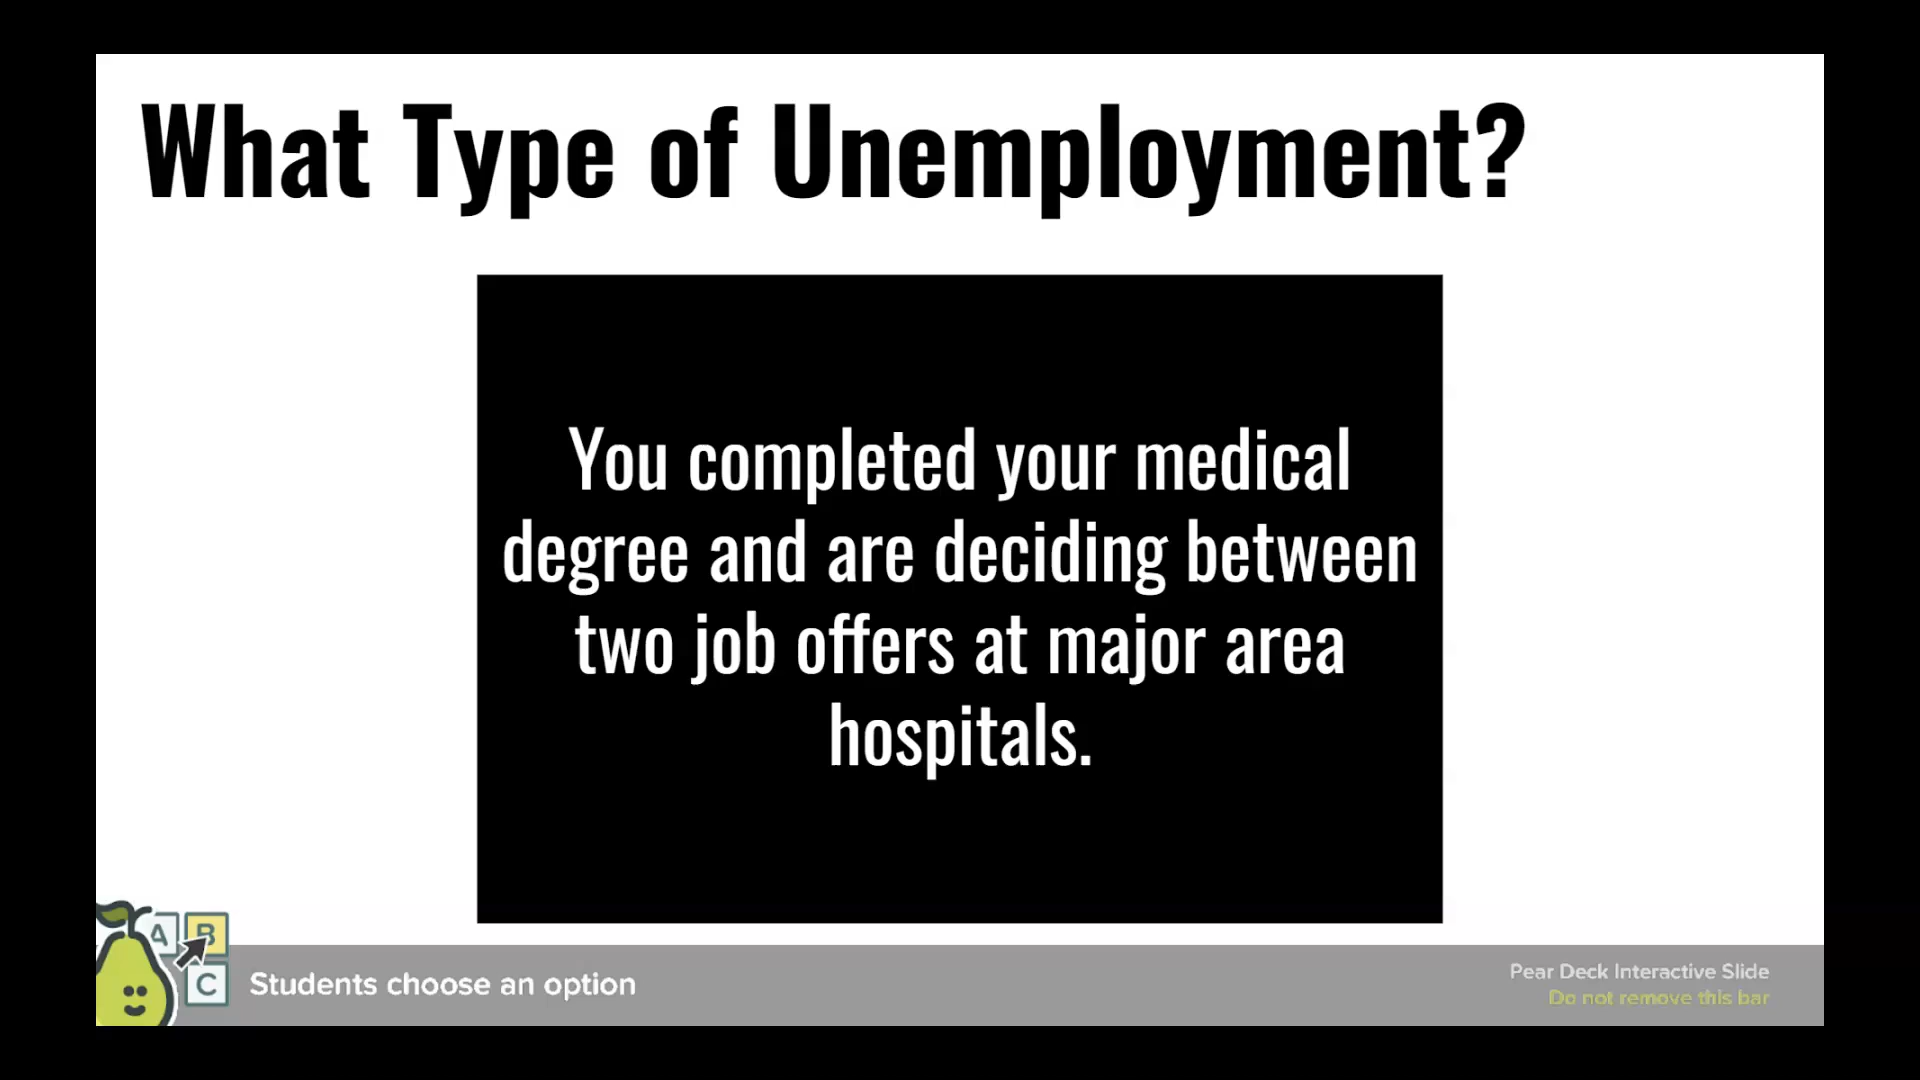 What Type of Unemployment?
You completed your medical
degree and are deciding between
two job offers at major area
hospitals.
A B
C
Students choose an option
Pear Deck Interactive Slide
Do not remove this bar